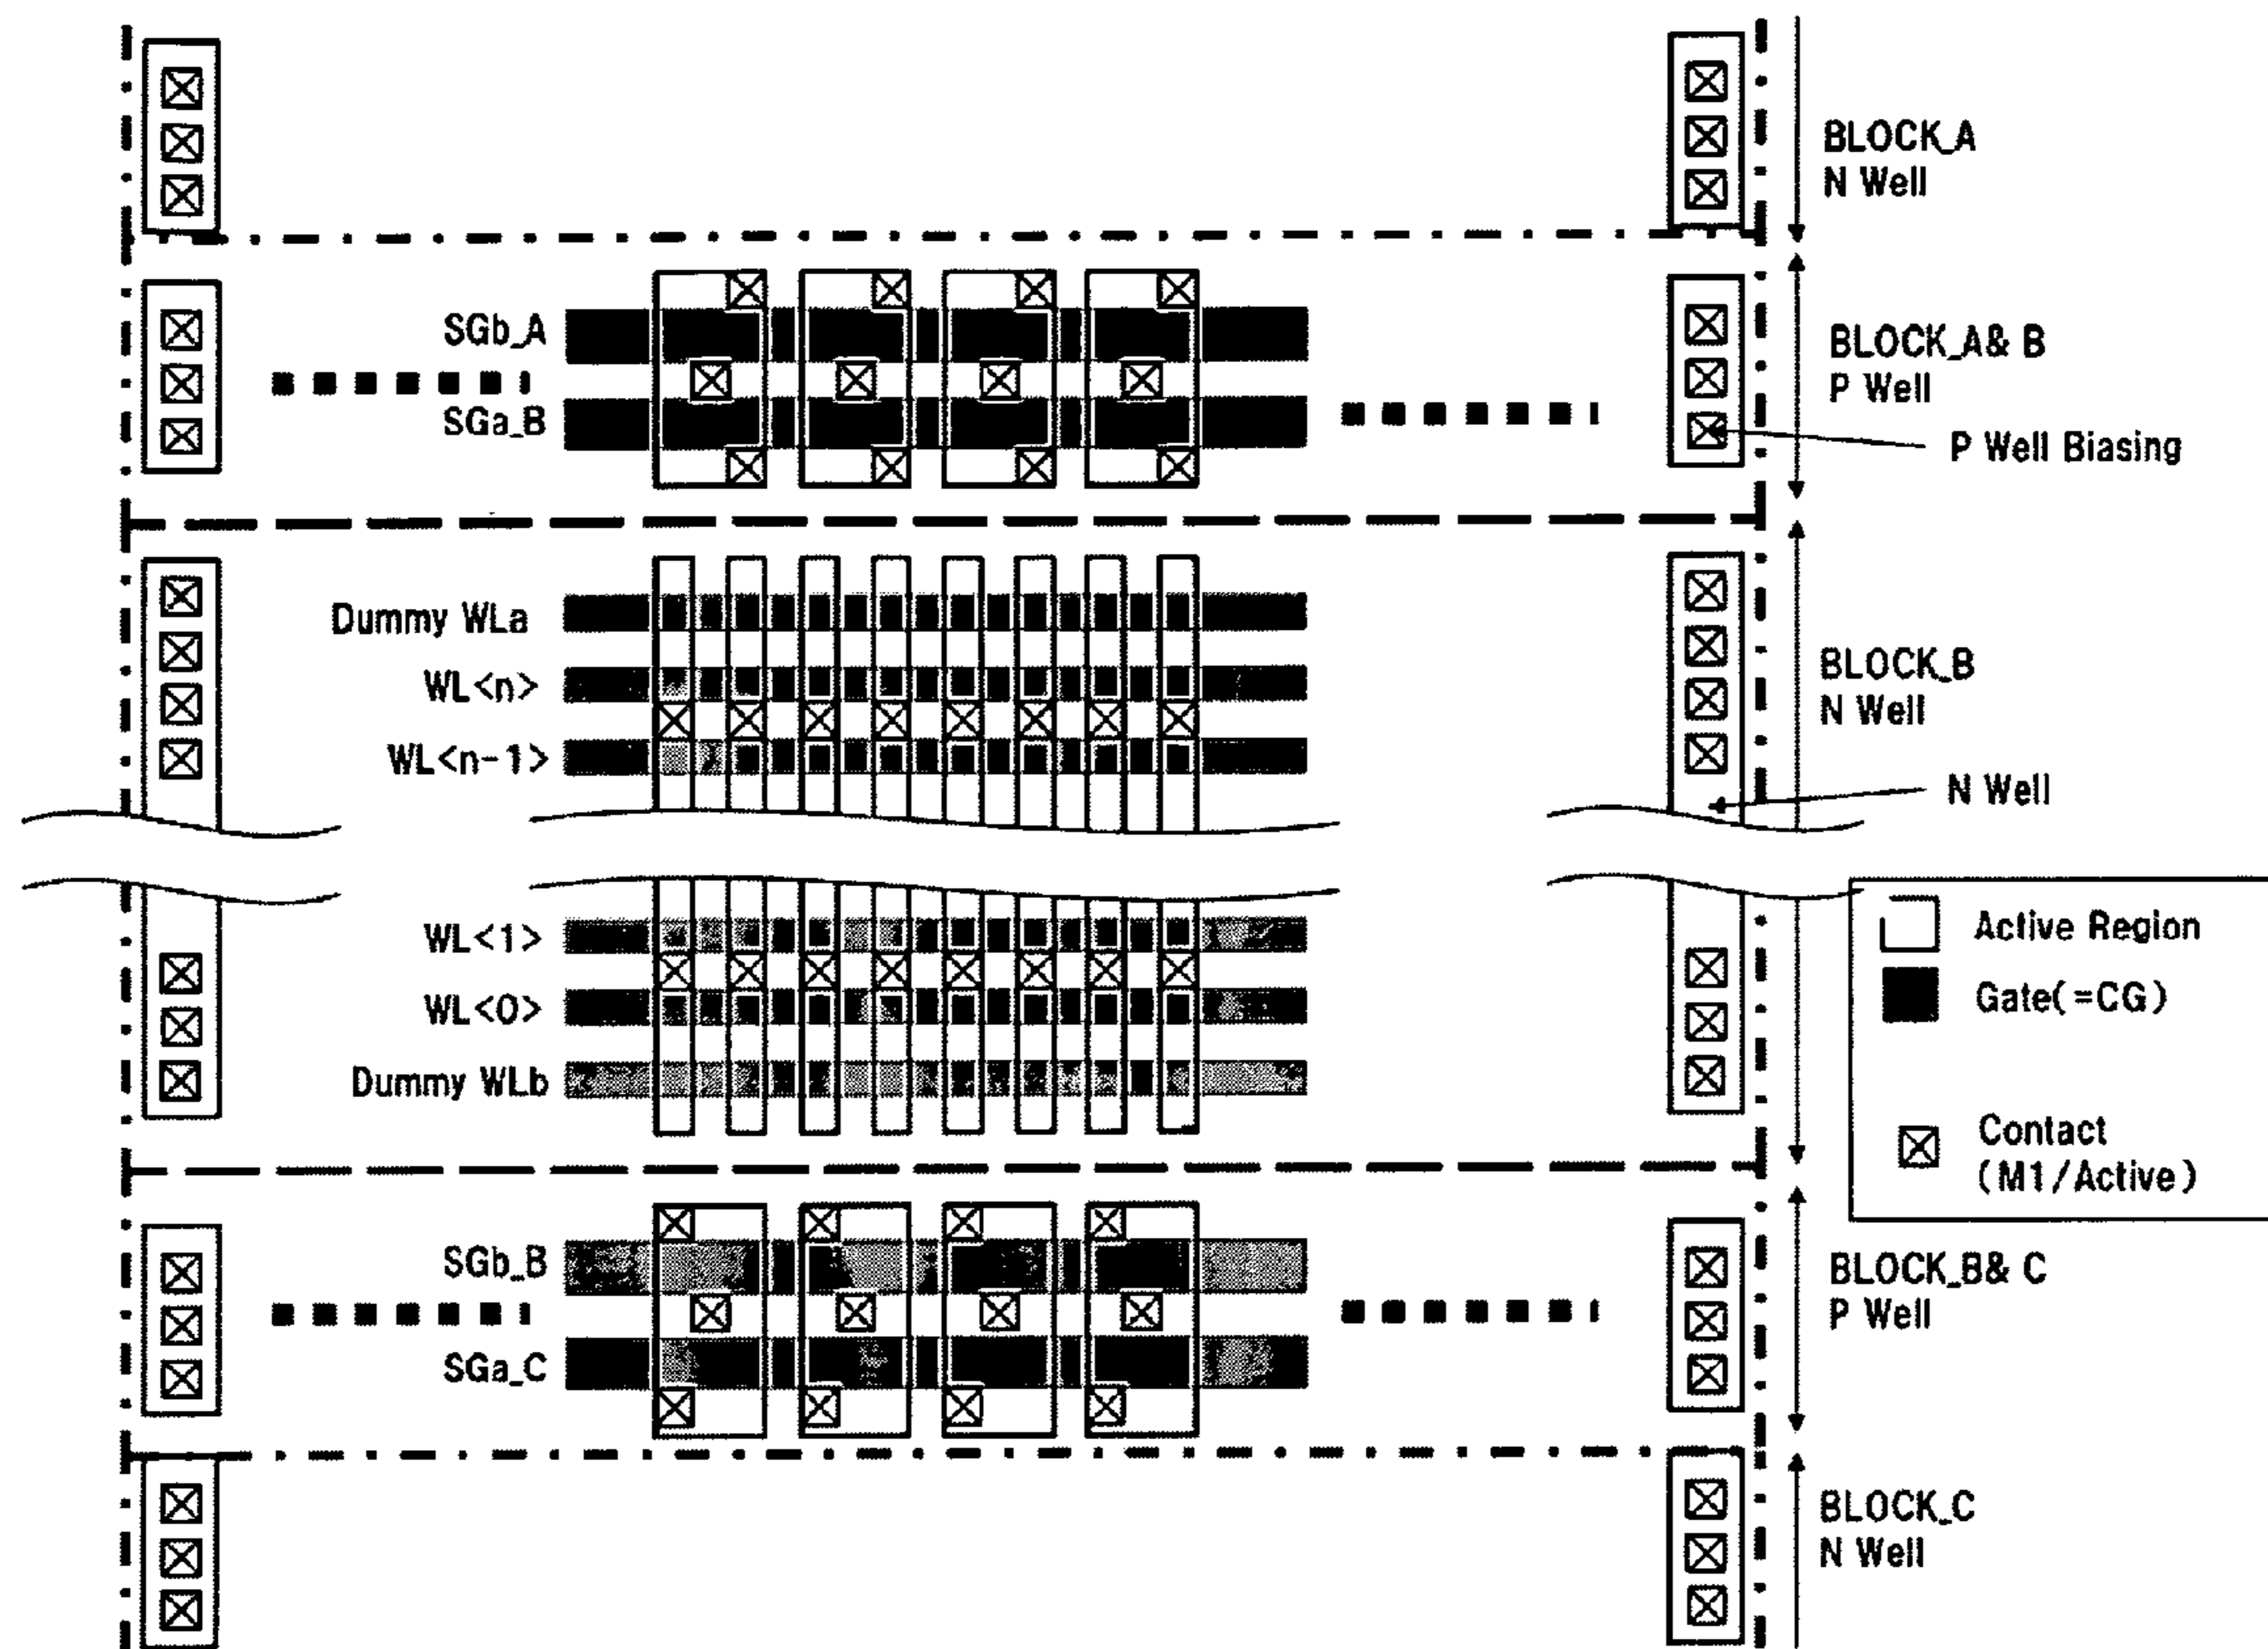 BLOCK_A
N Well
SGb_A
BLOCK_A& B
P Well
SGa_B
P Well Biasing
Dummy WLa
WL<n>
BLOCK_B
N Well
WL<n-1>
N Well
WL<1>
Active Region
WL<0>
Gate(=CG)
Dummy WLb
Contact
(M1/Active)
SGb_B
BLOCK_B& C
P Well
SGa_C
BLOCK_C
N Well